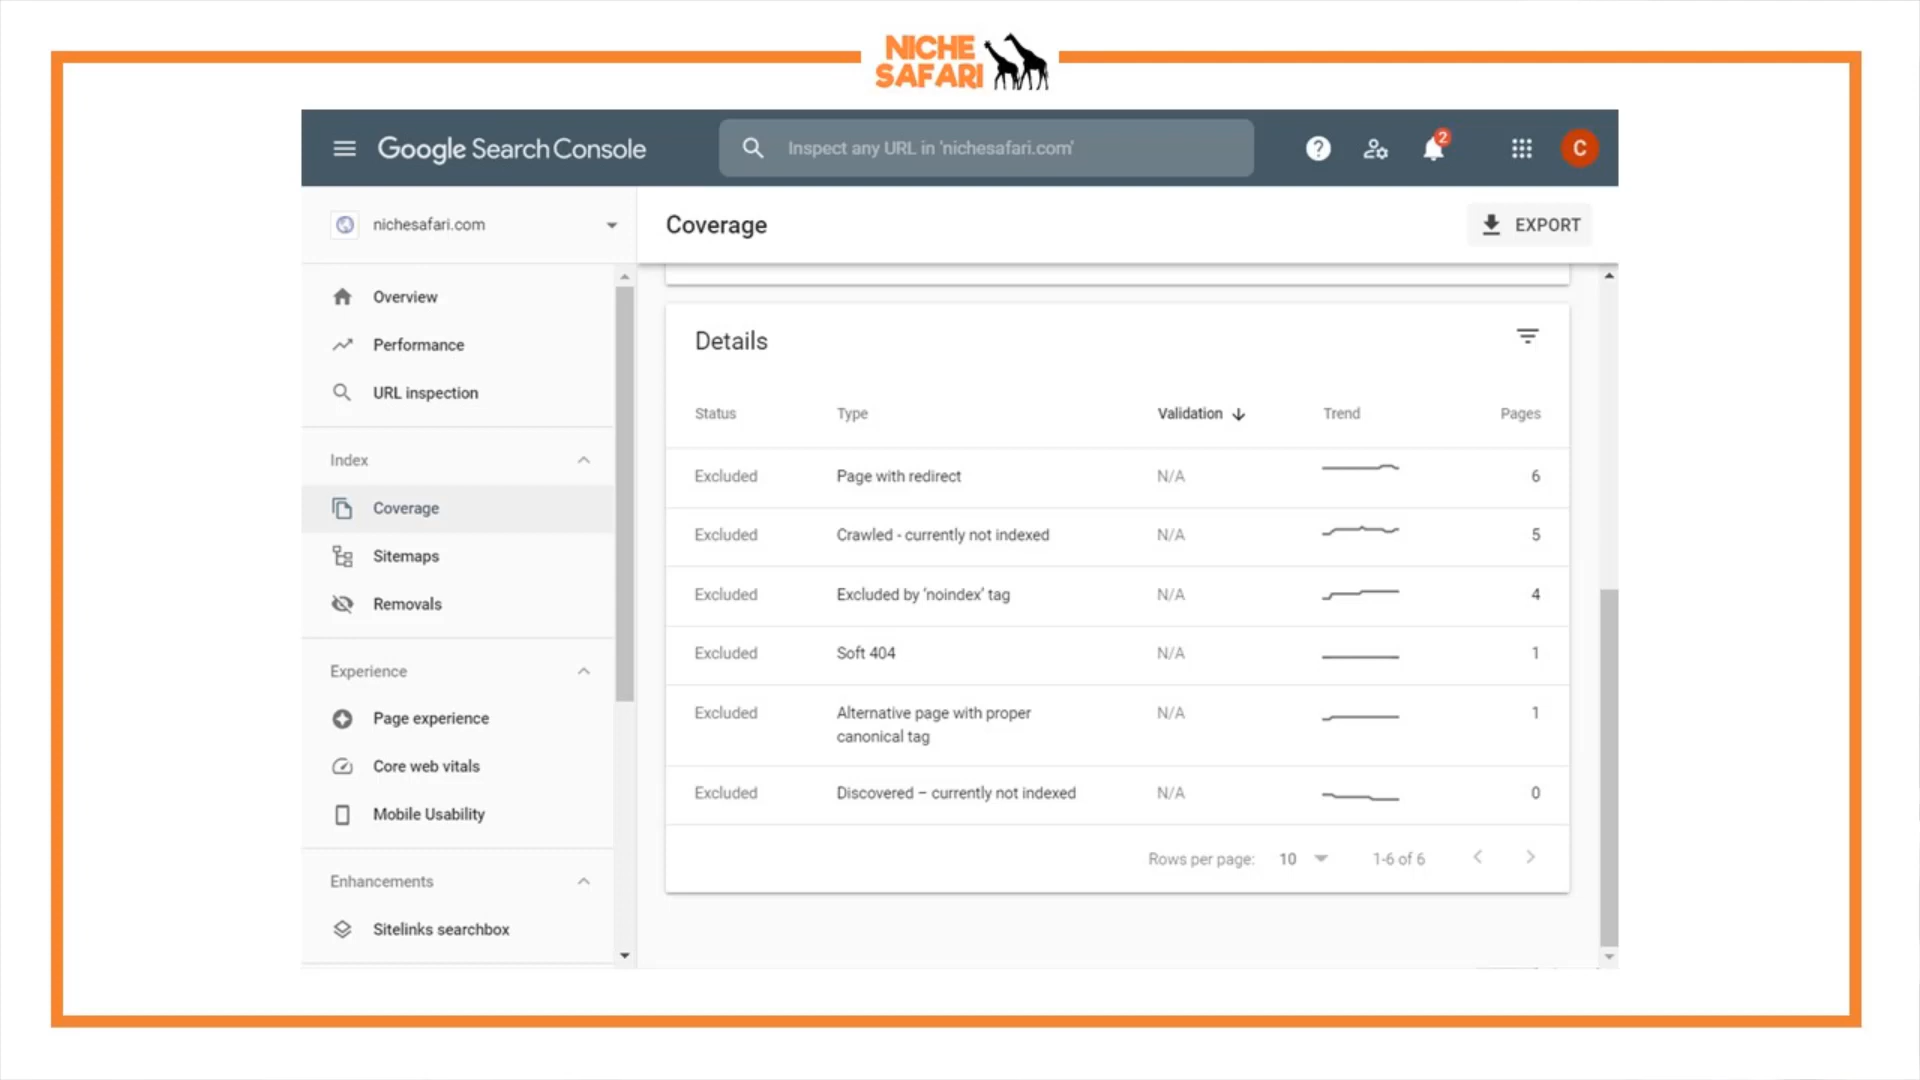 NICHE
SAFARI
Google Search Console
Inspect any URL in 'nichesafari.com'
2
C
nichesafari.com
Coverage
EXPORT
Overview
Performance
URL inspection
Index
Coverage
Sitemaps
Removals
Experience
Page experience
Core web vitals
Mobile Usability
Enhancements
Sitelinks searchbox
Details
Status Type Validation Trend Pages
Excluded Page with redirect N/A 6
Excluded Crawled - currently not indexed N/A 5
Excluded Excluded by ‘noindex’ tag N/A 4
Excluded Soft 404 N/A 1
Excluded Alternative page with proper N/A 1
canonical tag
Excluded Discovered – currently not indexed N/A 0
Rows per page: 10 1-6 of 6